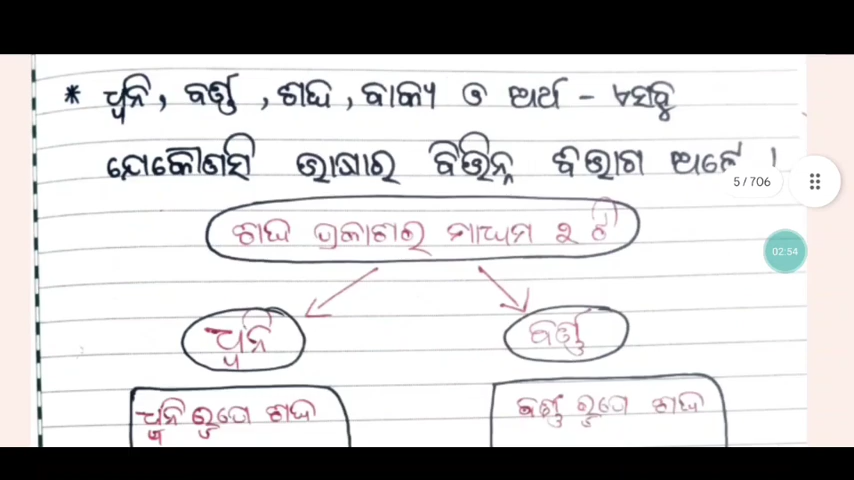 * ଧ୍ୱନି, ବର୍ଣ୍ଣ, ଶବ୍ଦ, ବାକ୍ୟ ଓ ଅର୍ଥ - ଏସବୁ
ଯେକୌଣସି ଭାଷାର ବିଭିନ୍ନ ବିଭାଗ ଅଟେ ।
5 / 706
ଶବ୍ଦ ପ୍ରକାଶର ମାଧ୍ୟମ ୨ ଟି
02:54
ଧ୍ୱନି
ବର୍ଣ୍ଣ
ଧ୍ୱନି ରୂପେ ଶବ୍ଦ
ବର୍ଣ୍ଣ ରୂପେ ଶବ୍ଦ